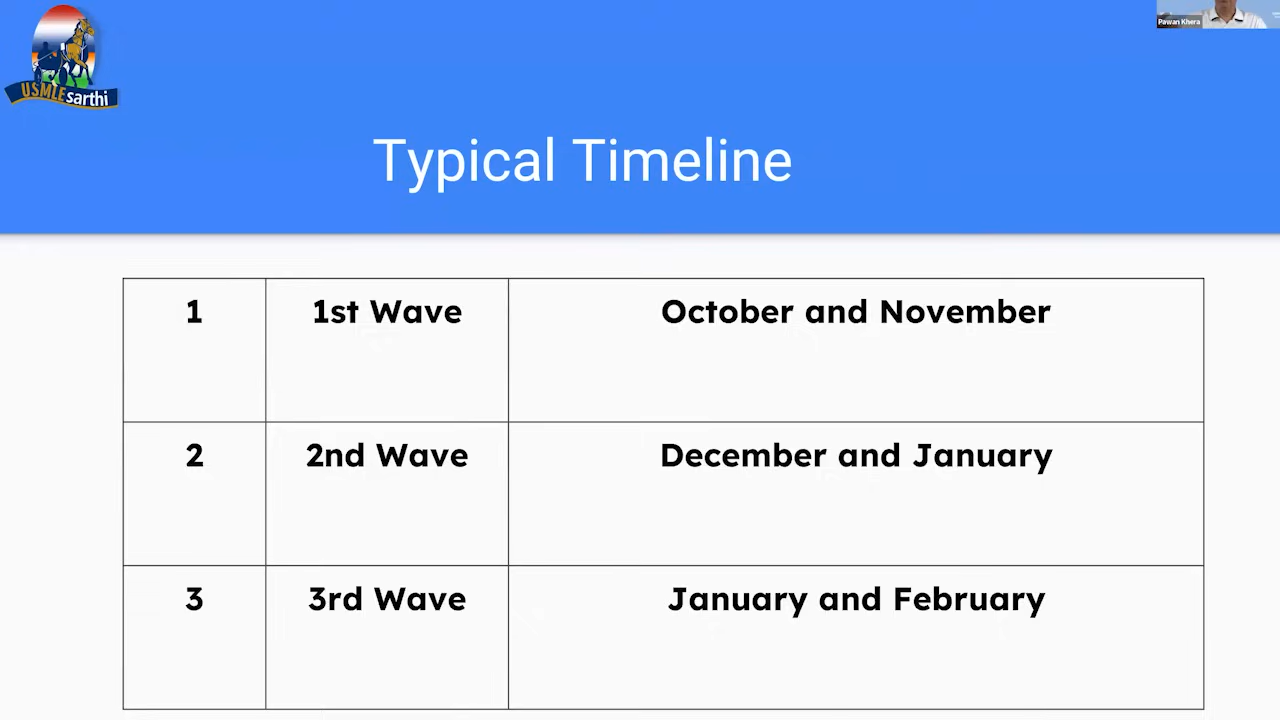 Pawan Khera
USMLE sarthi
Typical Timeline
1 1st Wave October and November
2 2nd Wave December and January
3 3rd Wave January and February